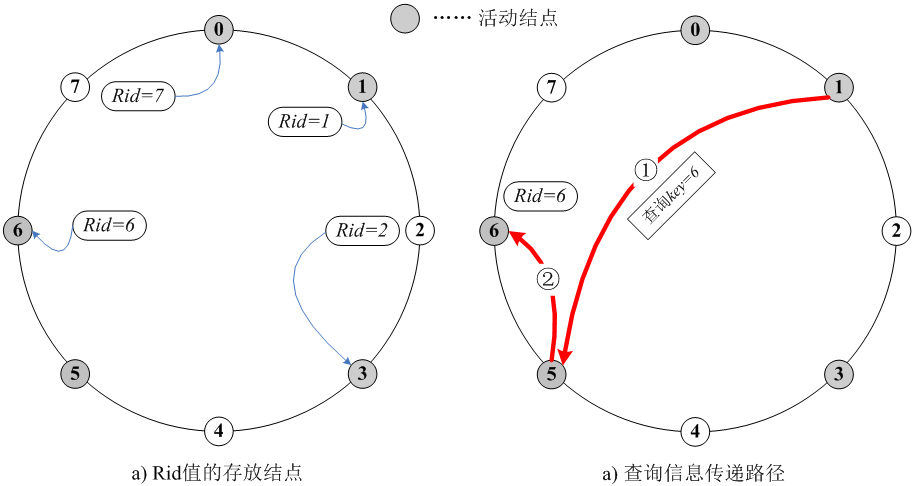 …… 活动结点
0
1
2
3
4
5
6
7
Rid=7
Rid=1
Rid=6
Rid=2
a) Rid值的存放结点
0
1
2
3
4
5
6
7
Rid=6
①
查询key=6
②
a) 查询信息传递路径